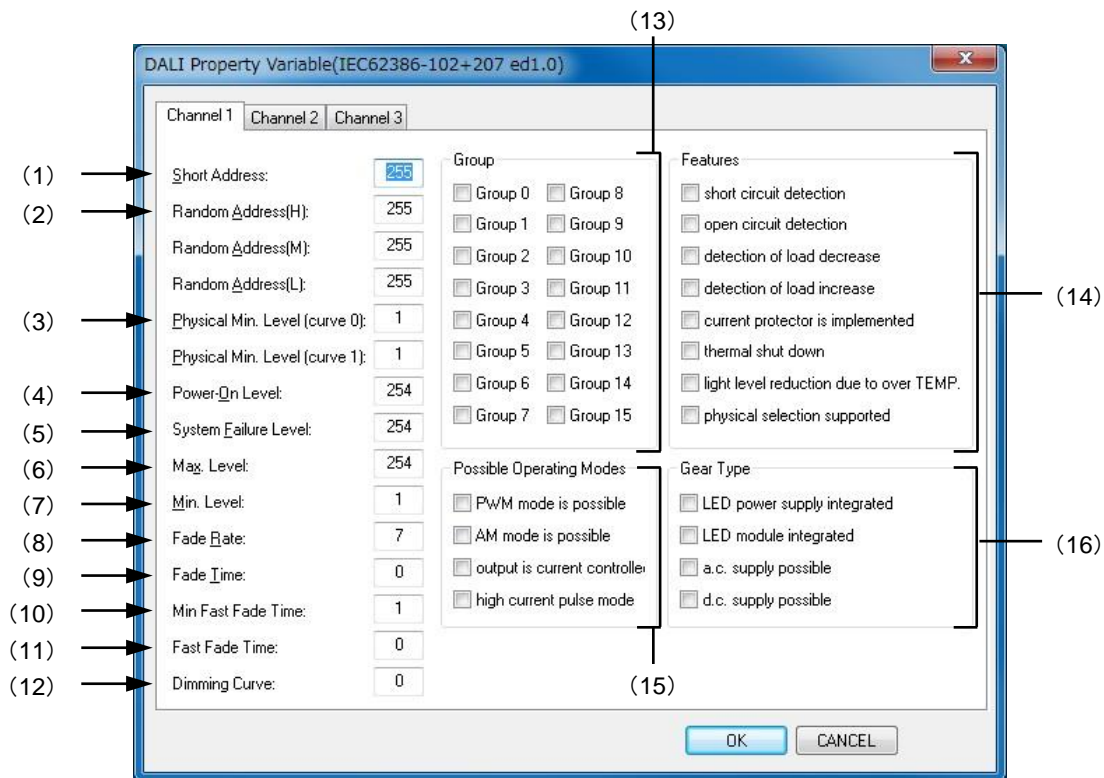 (13)
DALI Property Variable(IEC62386-102+207 ed1.0)
x
Channel 1 Channel 2 Channel 3
(1) Short Address: 255
(2) Random Address(H): 255
Random Address(M): 255
Random Address(L): 255
(3) Physical Min. Level (curve 0): 1
Physical Min. Level (curve 1): 1
(4) Power-On Level: 254
(5) System Failure Level: 254
(6) Max. Level: 254
(7) Min. Level: 1
(8) Fade Rate: 7
(9) Fade Time: 0
(10) Min Fast Fade Time: 1
(11) Fast Fade Time: 0
(12) Dimming Curve: 0
Group
Group 0 Group 8
Group 1 Group 9
Group 2 Group 10
Group 3 Group 11
Group 4 Group 12
Group 5 Group 13
Group 6 Group 14
Group 7 Group 15
Features
short circuit detection
open circuit detection
detection of load decrease
detection of load increase
current protector is implemented
thermal shut down
light level reduction due to over TEMP.
physical selection supported
(14)
Possible Operating Modes
PWM mode is possible
AM mode is possible
output is current controlle
high current pulse mode
(15)
Gear Type
LED power supply integrated
LED module integrated
a.c. supply possible
d.c. supply possible
(16)
OK CANCEL